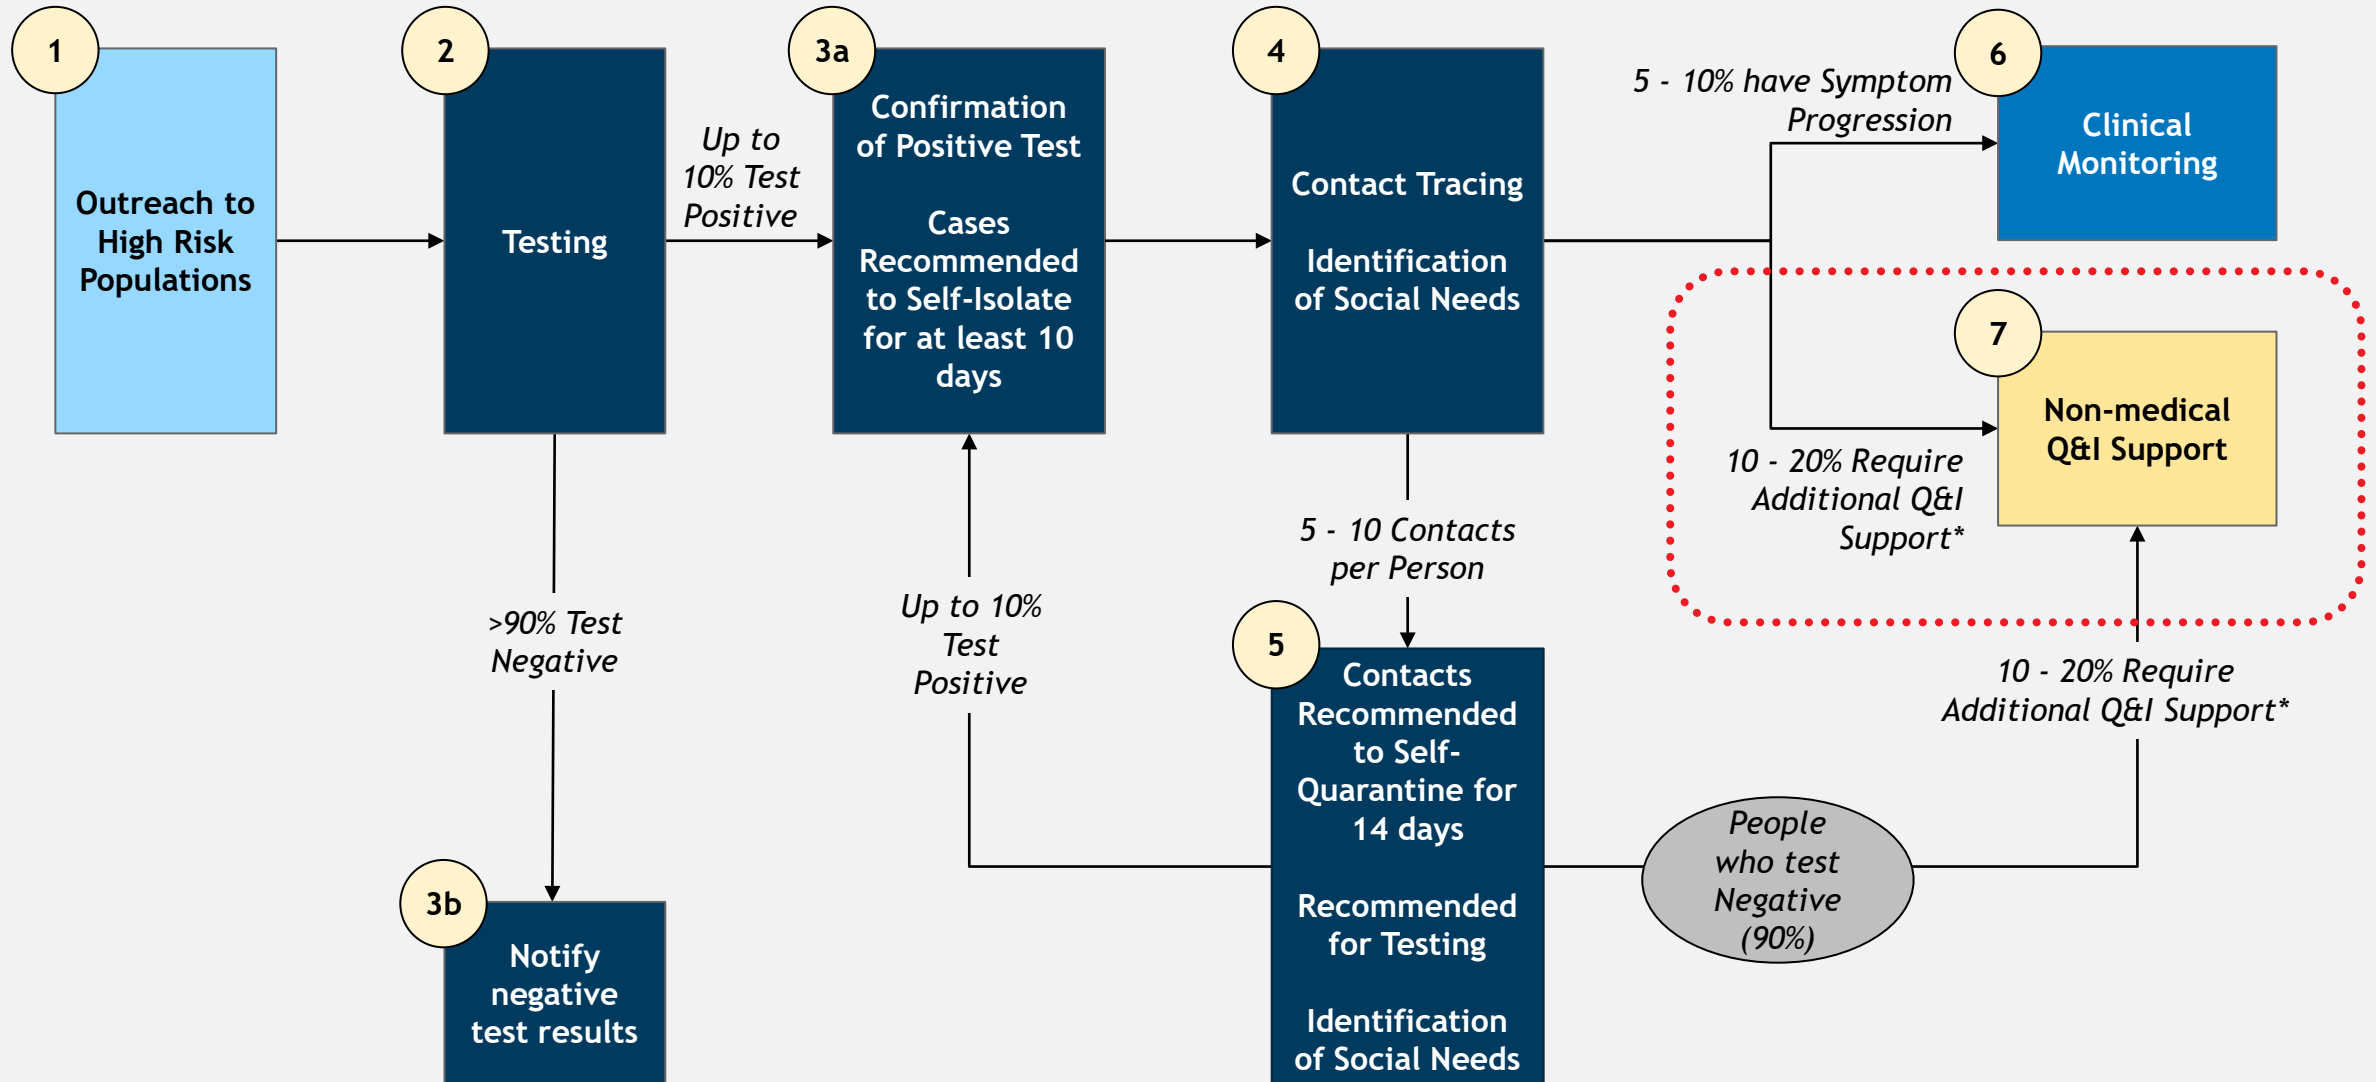 1
Outreach to
High Risk
Populations
2
Testing
Up to
10% Test
Positive
3a
Confirmation
of Positive Test
Cases
Recommended
to Self-Isolate
for at least 10
days
4
Contact Tracing
Identification
of Social Needs
5 - 10% have Symptom
Progression
6
Clinical
Monitoring
7
Non-medical
Q&I Support
10 - 20% Require
Additional Q&I
Support*
>90% Test
Negative
3b
Notify
negative
test results
Up to 10%
Test
Positive
5 - 10 Contacts
per Person
5
Contacts
Recommended
to Self-
Quarantine for
14 days
Recommended
for Testing
Identification
of Social Needs
People
who test
Negative
(90%)
10 - 20% Require
Additional Q&I Support*